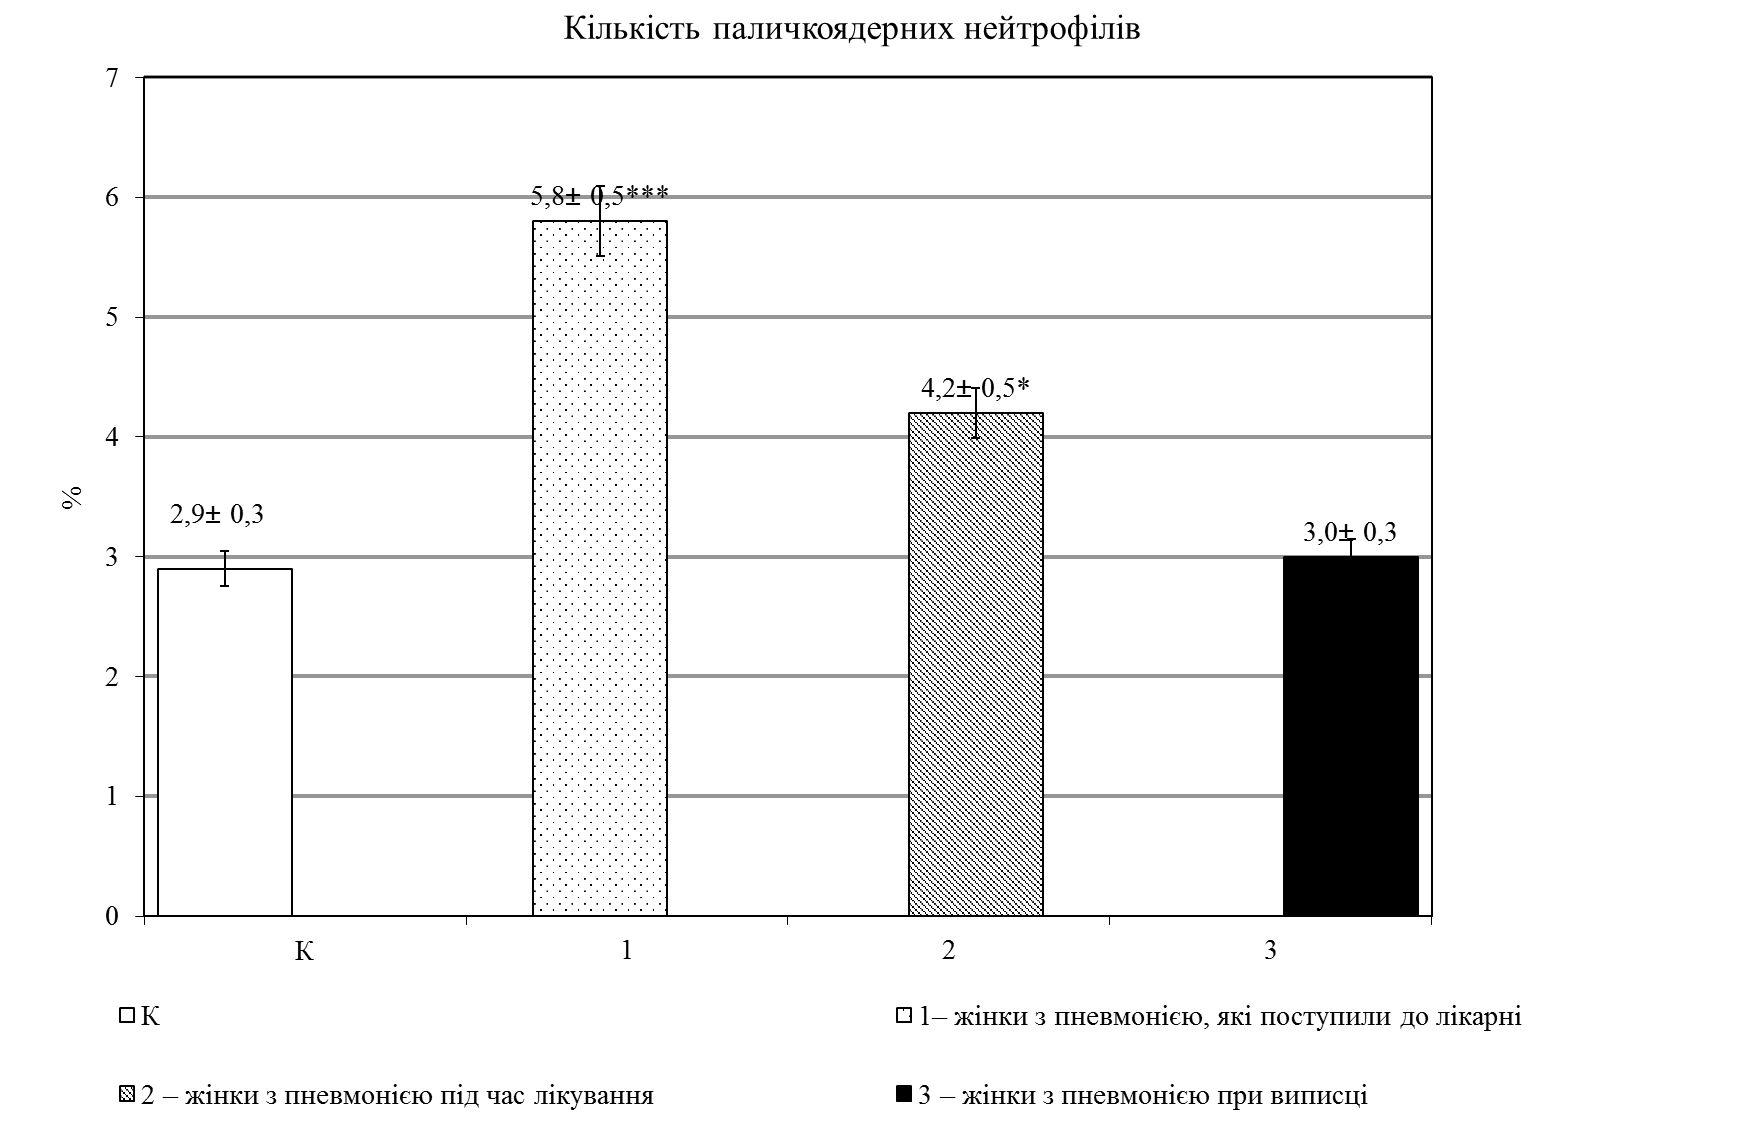 Кількість паличкоядерних нейтрофілів
7
6
5
4
3
2
1
0
%
2,9± 0,3
5,8± 0,5***
4,2± 0,5*
3,0± 0,3
К 1 2 3
К
1– жінки з пневмонією, які поступили до лікарні
2 – жінки з пневмонією під час лікування
3 – жінки з пневмонією при виписці